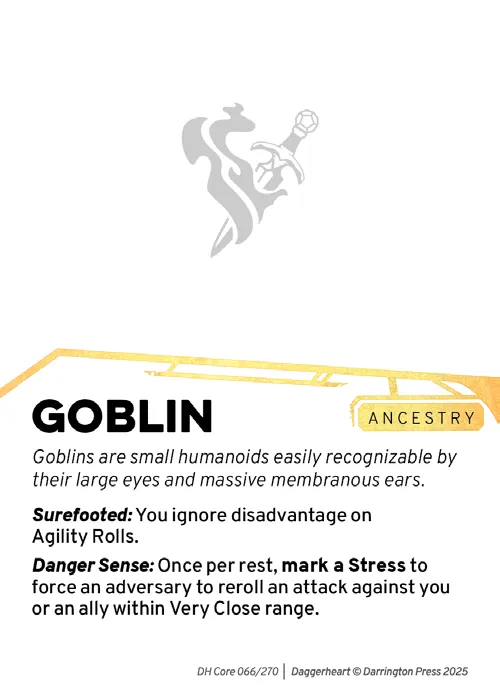 GOBLIN
ANCESTRY
Goblins are small humanoids easily recognizable by
their large eyes and massive membranous ears.
Surefooted: You ignore disadvantage on
Agility Rolls.
Danger Sense: Once per rest, mark a Stress to
force an adversary to reroll an attack against you
or an ally within Very Close range.
DH Core 066/270 | Daggerheart © Darrington Press 2025